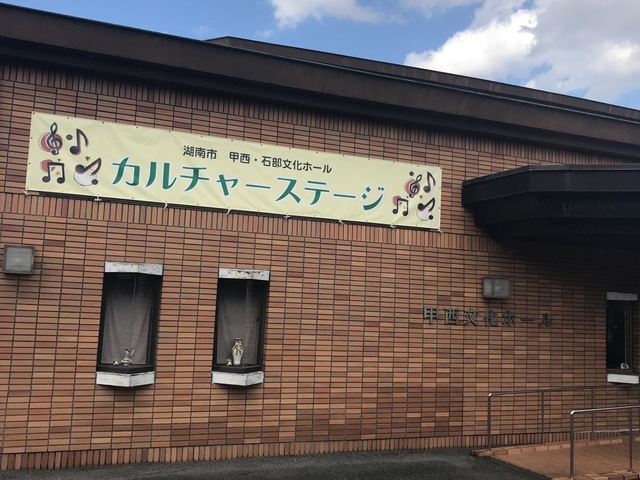 湖南市 甲西・石部文化ホール
カルチャーステージ
甲西文化ホール